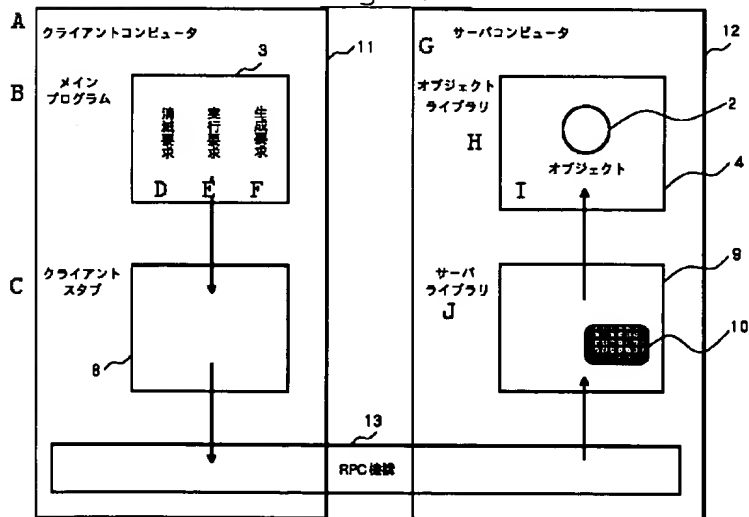 A
クライアントコンピュータ
3
11
B
メイン
プログラム
消滅要求
実行要求
生成要求
D
E
F
C
クライアント
スタブ
8
13
RPC機構
G
サーバコンピュータ
12
オブジェクト
ライブラリ
H
2
I
オブジェクト
4
サーバ
ライブラリ
J
9
10